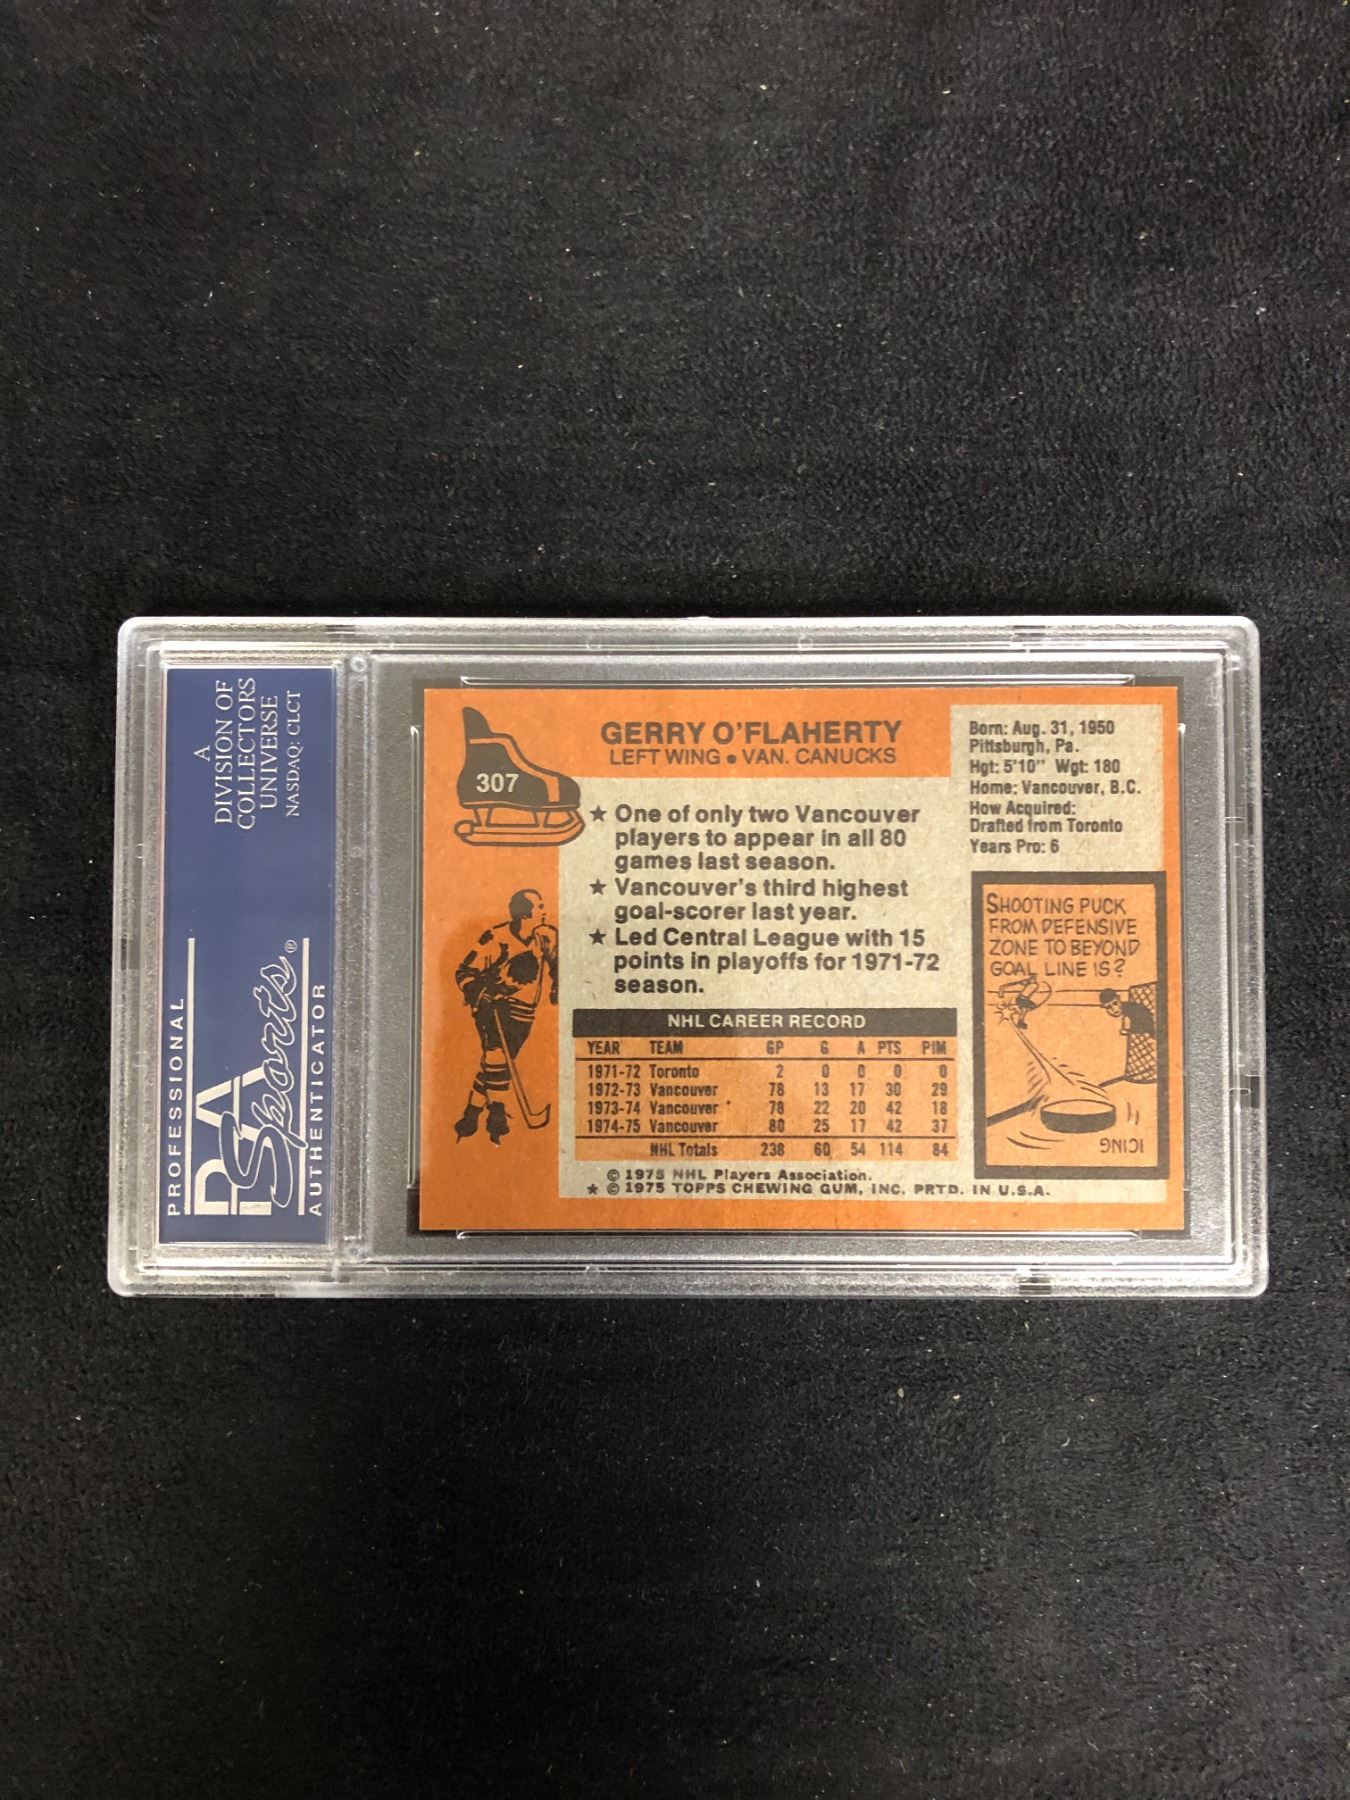 A
DIVISION OF
COLLECTORS
UNIVERSE
NASDAQ: CLCT
PROFESSIONAL
PSA
Sports®
AUTHENTICATOR
307
GERRY O'FLAHERTY
LEFT WING • VAN. CANUCKS
★ One of only two Vancouver
players to appear in all 80
games last season.
★ Vancouver's third highest
goal-scorer last year.
★ Led Central League with 15
points in playoffs for 1971-72
season.
Born: Aug. 31, 1950
Pittsburgh, Pa.
Hgt: 5'10" Wgt: 180
Home: Vancouver, B.C.
How Acquired:
Drafted from Toronto
Years Pro: 6
SHOOTING PUCK
FROM DEFENSIVE
ZONE TO BEYOND
GOAL LINE IS?
ICING
NHL CAREER RECORD
YEAR TEAM GP G A PTS PIM
1971-72 Toronto 2 0 0 0 0
1972-73 Vancouver 78 13 17 30 29
1973-74 Vancouver 78 22 20 42 18
1974-75 Vancouver 80 25 17 42 37
NHL Totals 238 60 54 114 84
© 1975 NHL Players Association.
★ © 1975 TOPPS CHEWING GUM, INC. PRTD. IN U.S.A.